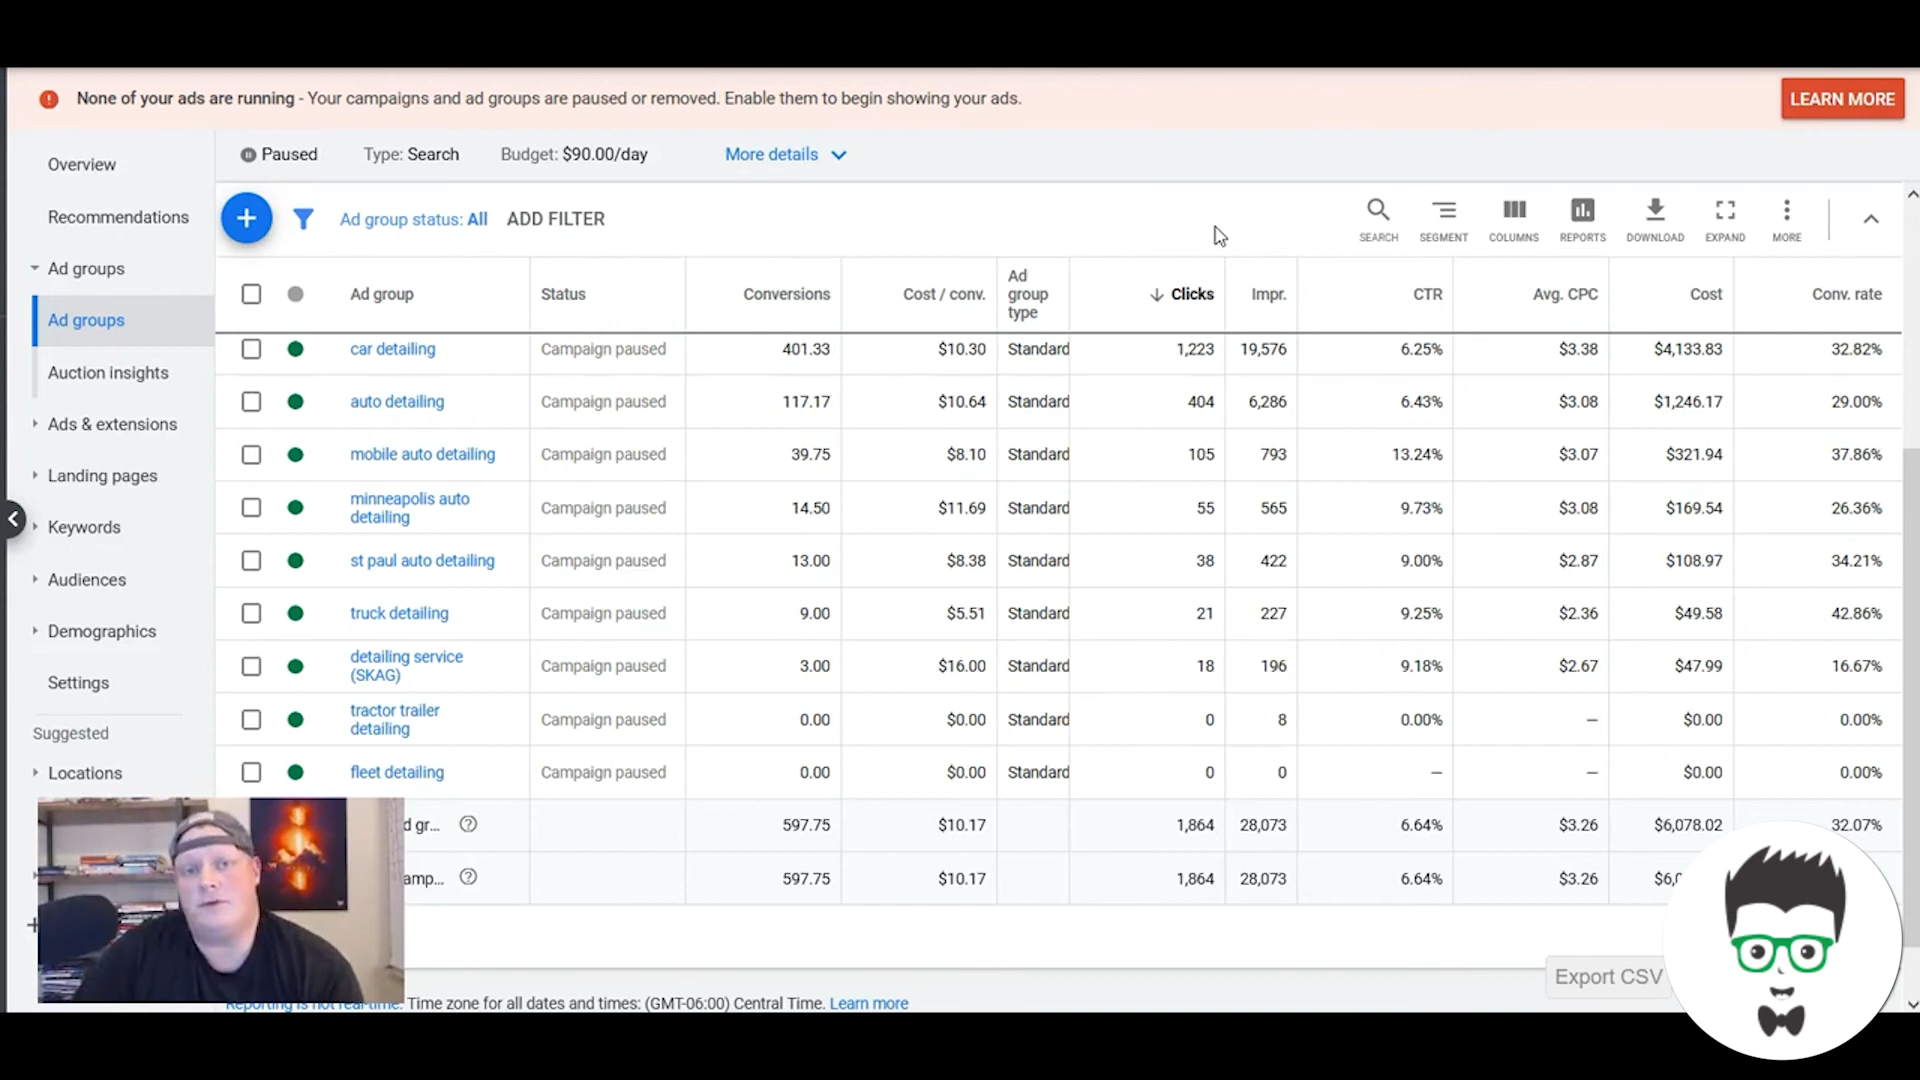 None of your ads are running - Your campaigns and ad groups are paused or removed. Enable them to begin showing your ads.
LEARN MORE
Overview
Recommendations
Ad groups
Ad groups
Auction insights
Ads & extensions
Landing pages
Keywords
Audiences
Demographics
Settings
Suggested
Locations
Paused Type: Search Budget: $90.00/day More details
Ad group status: All ADD FILTER
SEARCH SEGMENT COLUMNS REPORTS DOWNLOAD EXPAND MORE
Ad group Status Conversions Cost / conv. Ad group type Clicks Impr. CTR Avg. CPC Cost Conv. rate
car detailing Campaign paused 401.33 $10.30 Standard 1,223 19,576 6.25% $3.38 $4,133.83 32.82%
auto detailing Campaign paused 117.17 $10.64 Standard 404 6,286 6.43% $3.08 $1,246.17 29.00%
mobile auto detailing Campaign paused 39.75 $8.10 Standard 105 793 13.24% $3.07 $321.94 37.86%
minneapolis auto detailing Campaign paused 14.50 $11.69 Standard 55 565 9.73% $3.08 $169.54 26.36%
st paul auto detailing Campaign paused 13.00 $8.38 Standard 38 422 9.00% $2.87 $108.97 34.21%
truck detailing Campaign paused 9.00 $5.51 Standard 21 227 9.25% $2.36 $49.58 42.86%
detailing service (SKAG) Campaign paused 3.00 $16.00 Standard 18 196 9.18% $2.67 $47.99 16.67%
tractor trailer detailing Campaign paused 0.00 $0.00 Standard 0 8 0.00% — $0.00 0.00%
fleet detailing Campaign paused 0.00 $0.00 Standard 0 0 — — $0.00 0.00%
d gr... 597.75 $10.17 1,864 28,073 6.64% $3.26 $6,078.02 32.07%
amp... 597.75 $10.17 1,864 28,073 6.64% $3.26
Export CSV
Reporting is not real-time. Time zone for all dates and times: (GMT-06:00) Central Time. Learn more